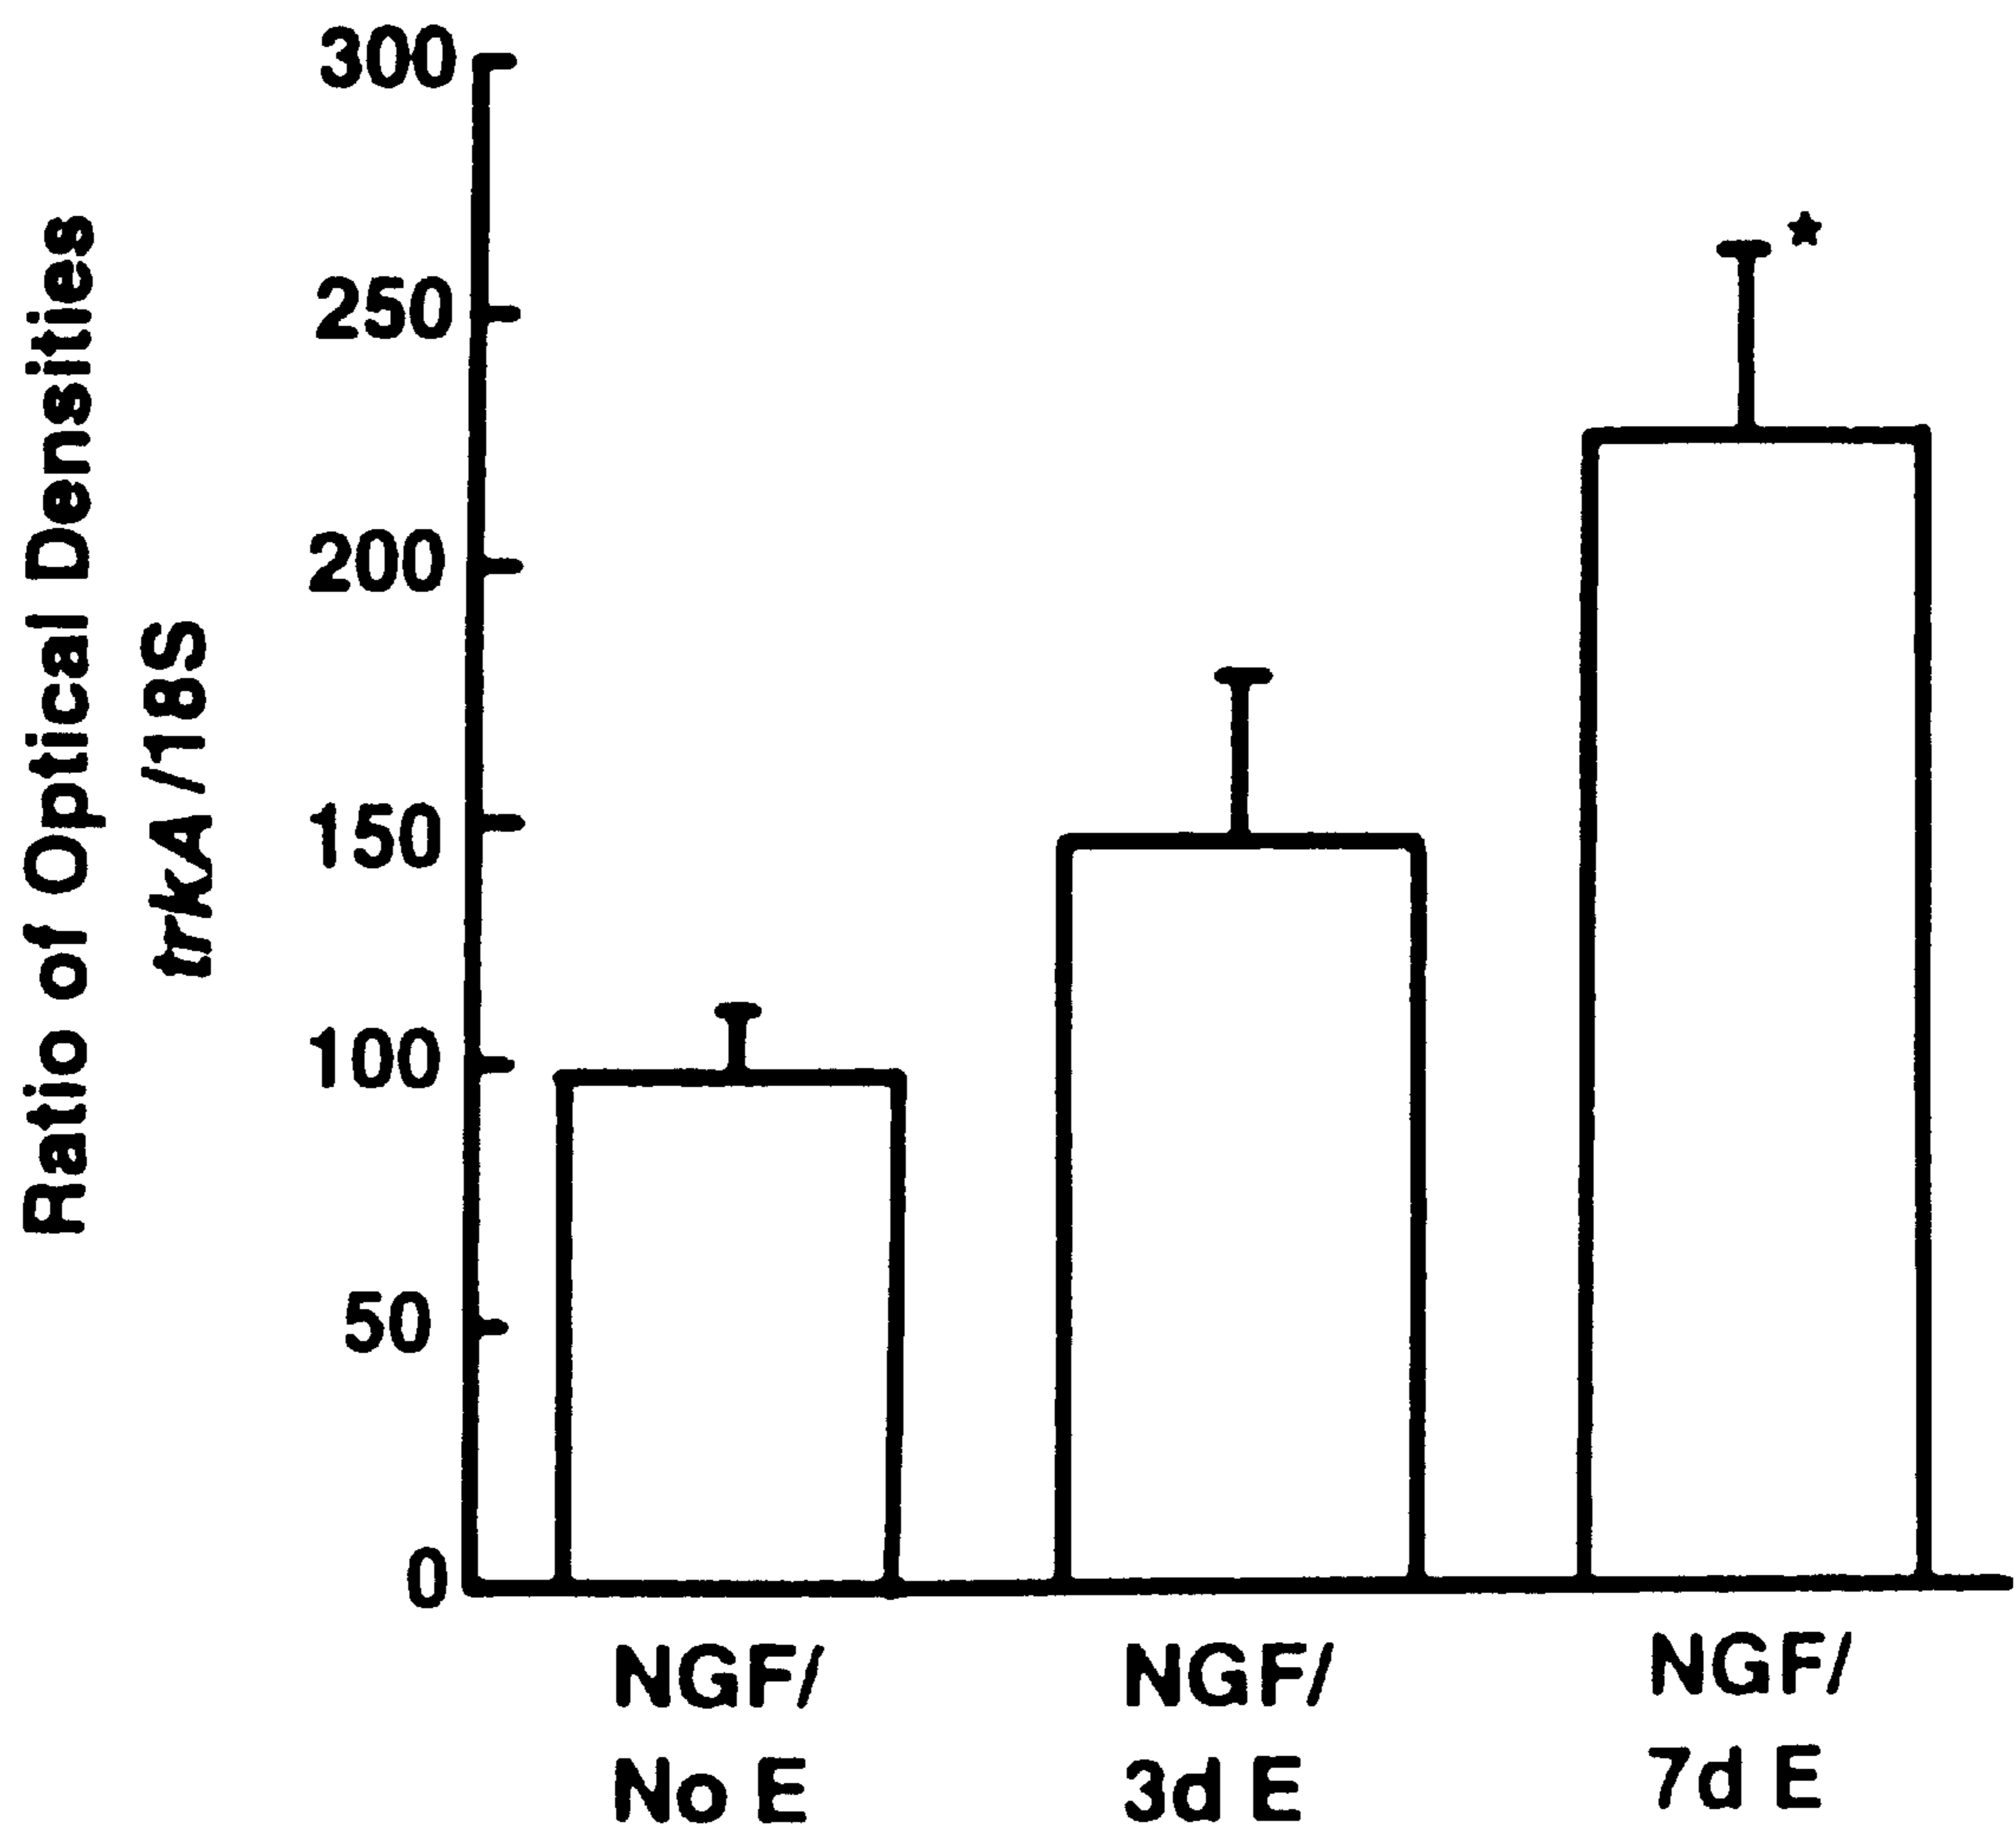 Ratio of Optical Densities
trkA/18S
300
250
200
150
100
50
0
NGF/ NGF/ NGF/
No E 3d E 7d E